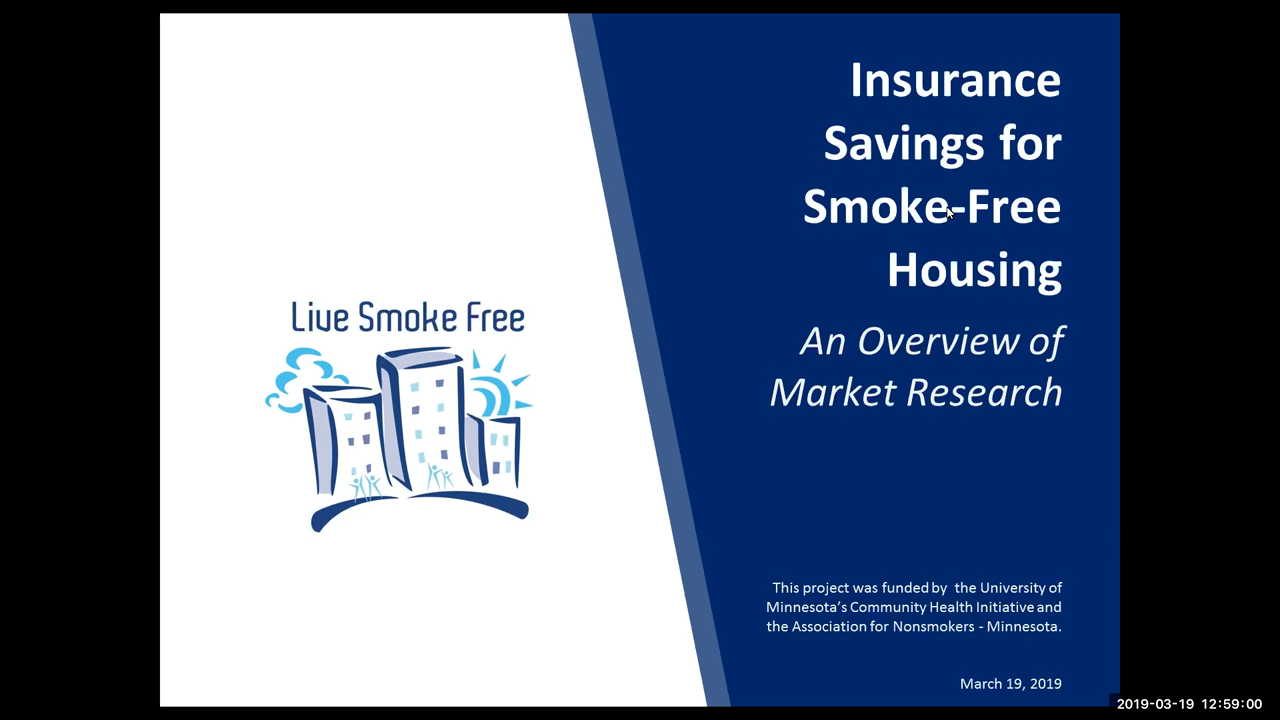 Insurance
Savings for
Smoke-Free
Housing
An Overview of
Market Research
Live Smoke Free
This project was funded by the University of
Minnesota's Community Health Initiative and
the Association for Nonsmokers - Minnesota.
March 19, 2019
2019-03-19 12:59:00